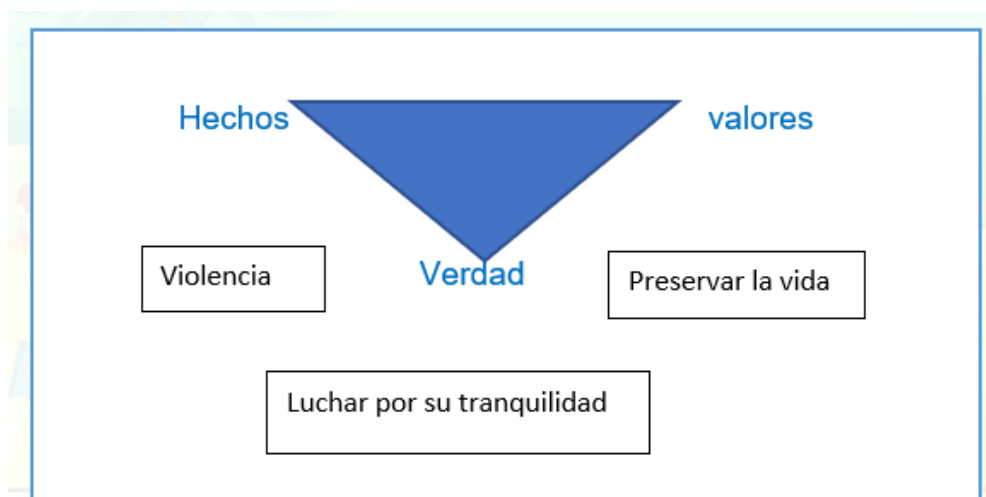 Hechos
valores
Verdad
Violencia
Preservar la vida
Luchar por su tranquilidad